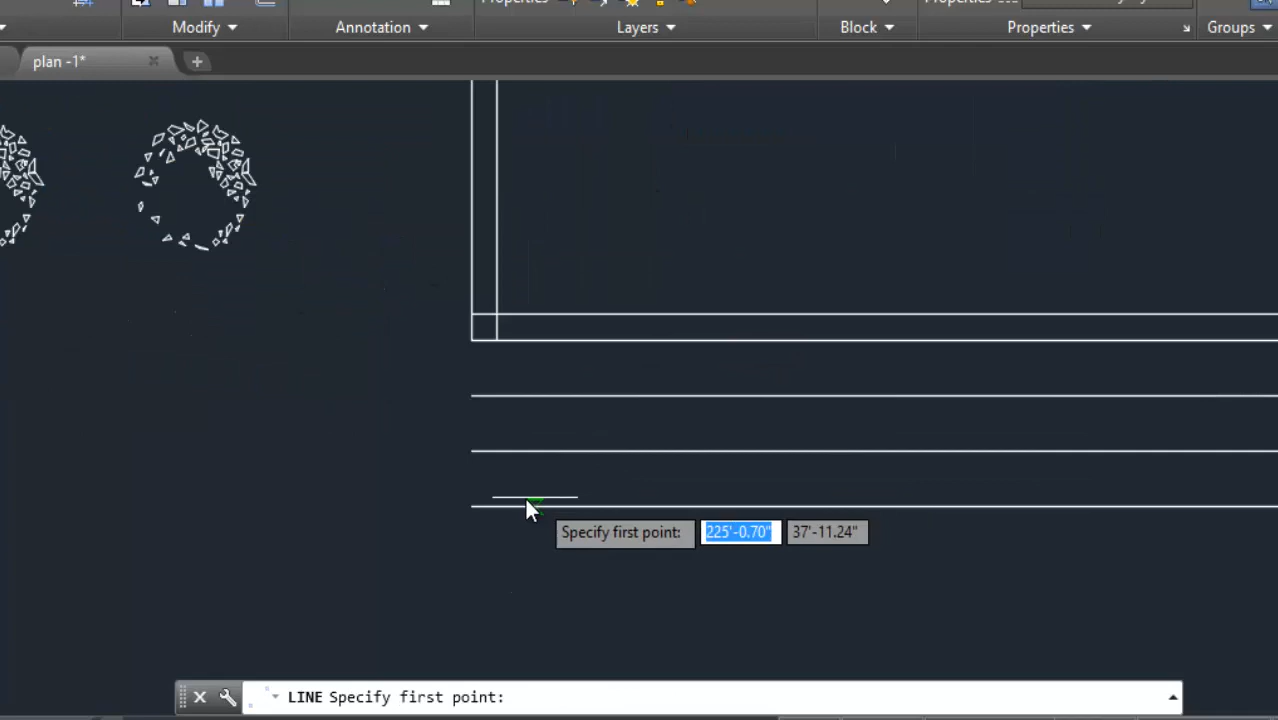 Modify
Annotation
Layers
Block
Properties
Groups
plan -1*
Specify first point: 225'-0.70" 37'-11.24"
LINE Specify first point: